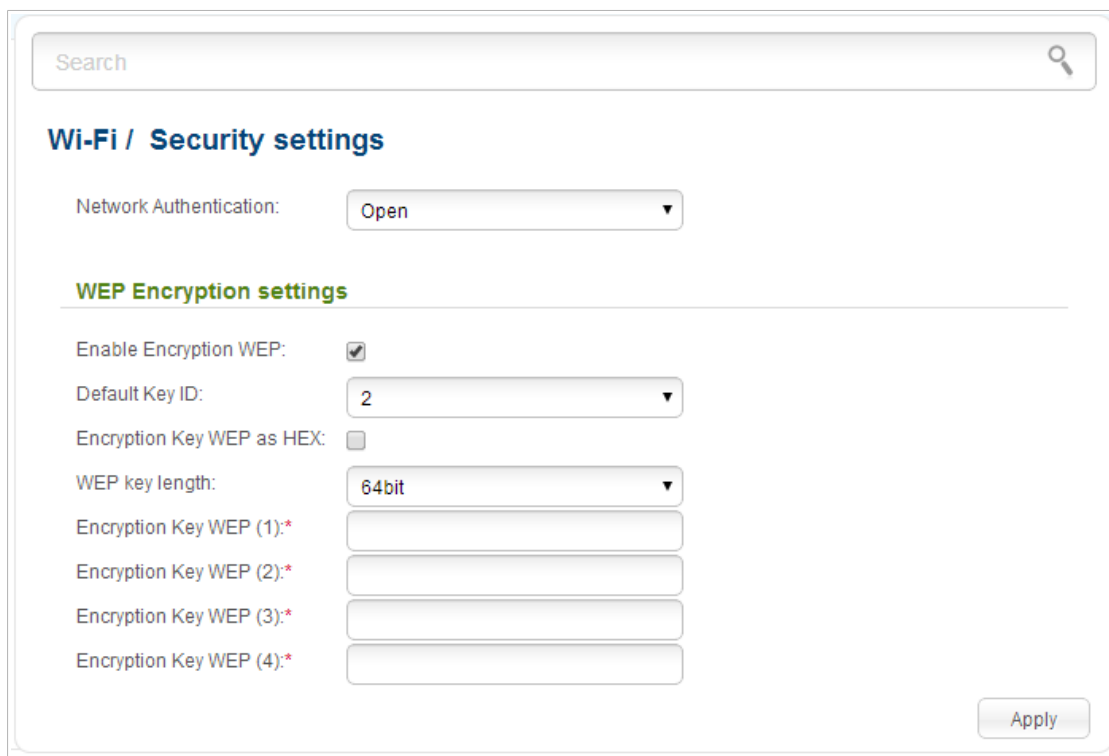 Search
Wi-Fi / Security settings
Network Authentication: Open
WEP Encryption settings
Enable Encryption WEP:
Default Key ID: 2
Encryption Key WEP as HEX:
WEP key length: 64bit
Encryption Key WEP (1):*
Encryption Key WEP (2):*
Encryption Key WEP (3):*
Encryption Key WEP (4):*
Apply